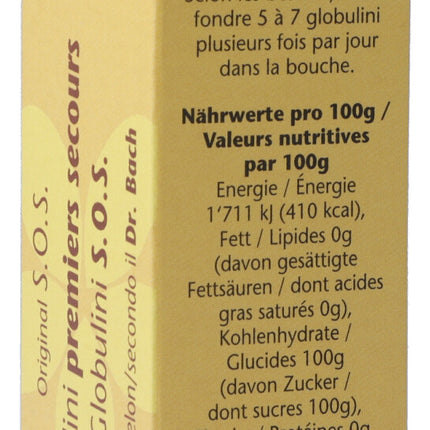 fondre 5 à 7 globulini
plusieurs fois par jour
dans la bouche.
Nährwerte pro 100g /
Valeurs nutritives
par 100g
Energie / Énergie
1'711 kJ (410 kcal),
Fett / Lipides 0g
(davon gesättigte
Fettsäuren / dont acides
gras saturés 0g),
Kohlenhydrate /
Glucides 100g
(davon Zucker /
dont sucres 100g),
/ Protéines 0g
Original S.O.S.
premiers secours
Globulini S.O.S.
secondo il Dr. Bach